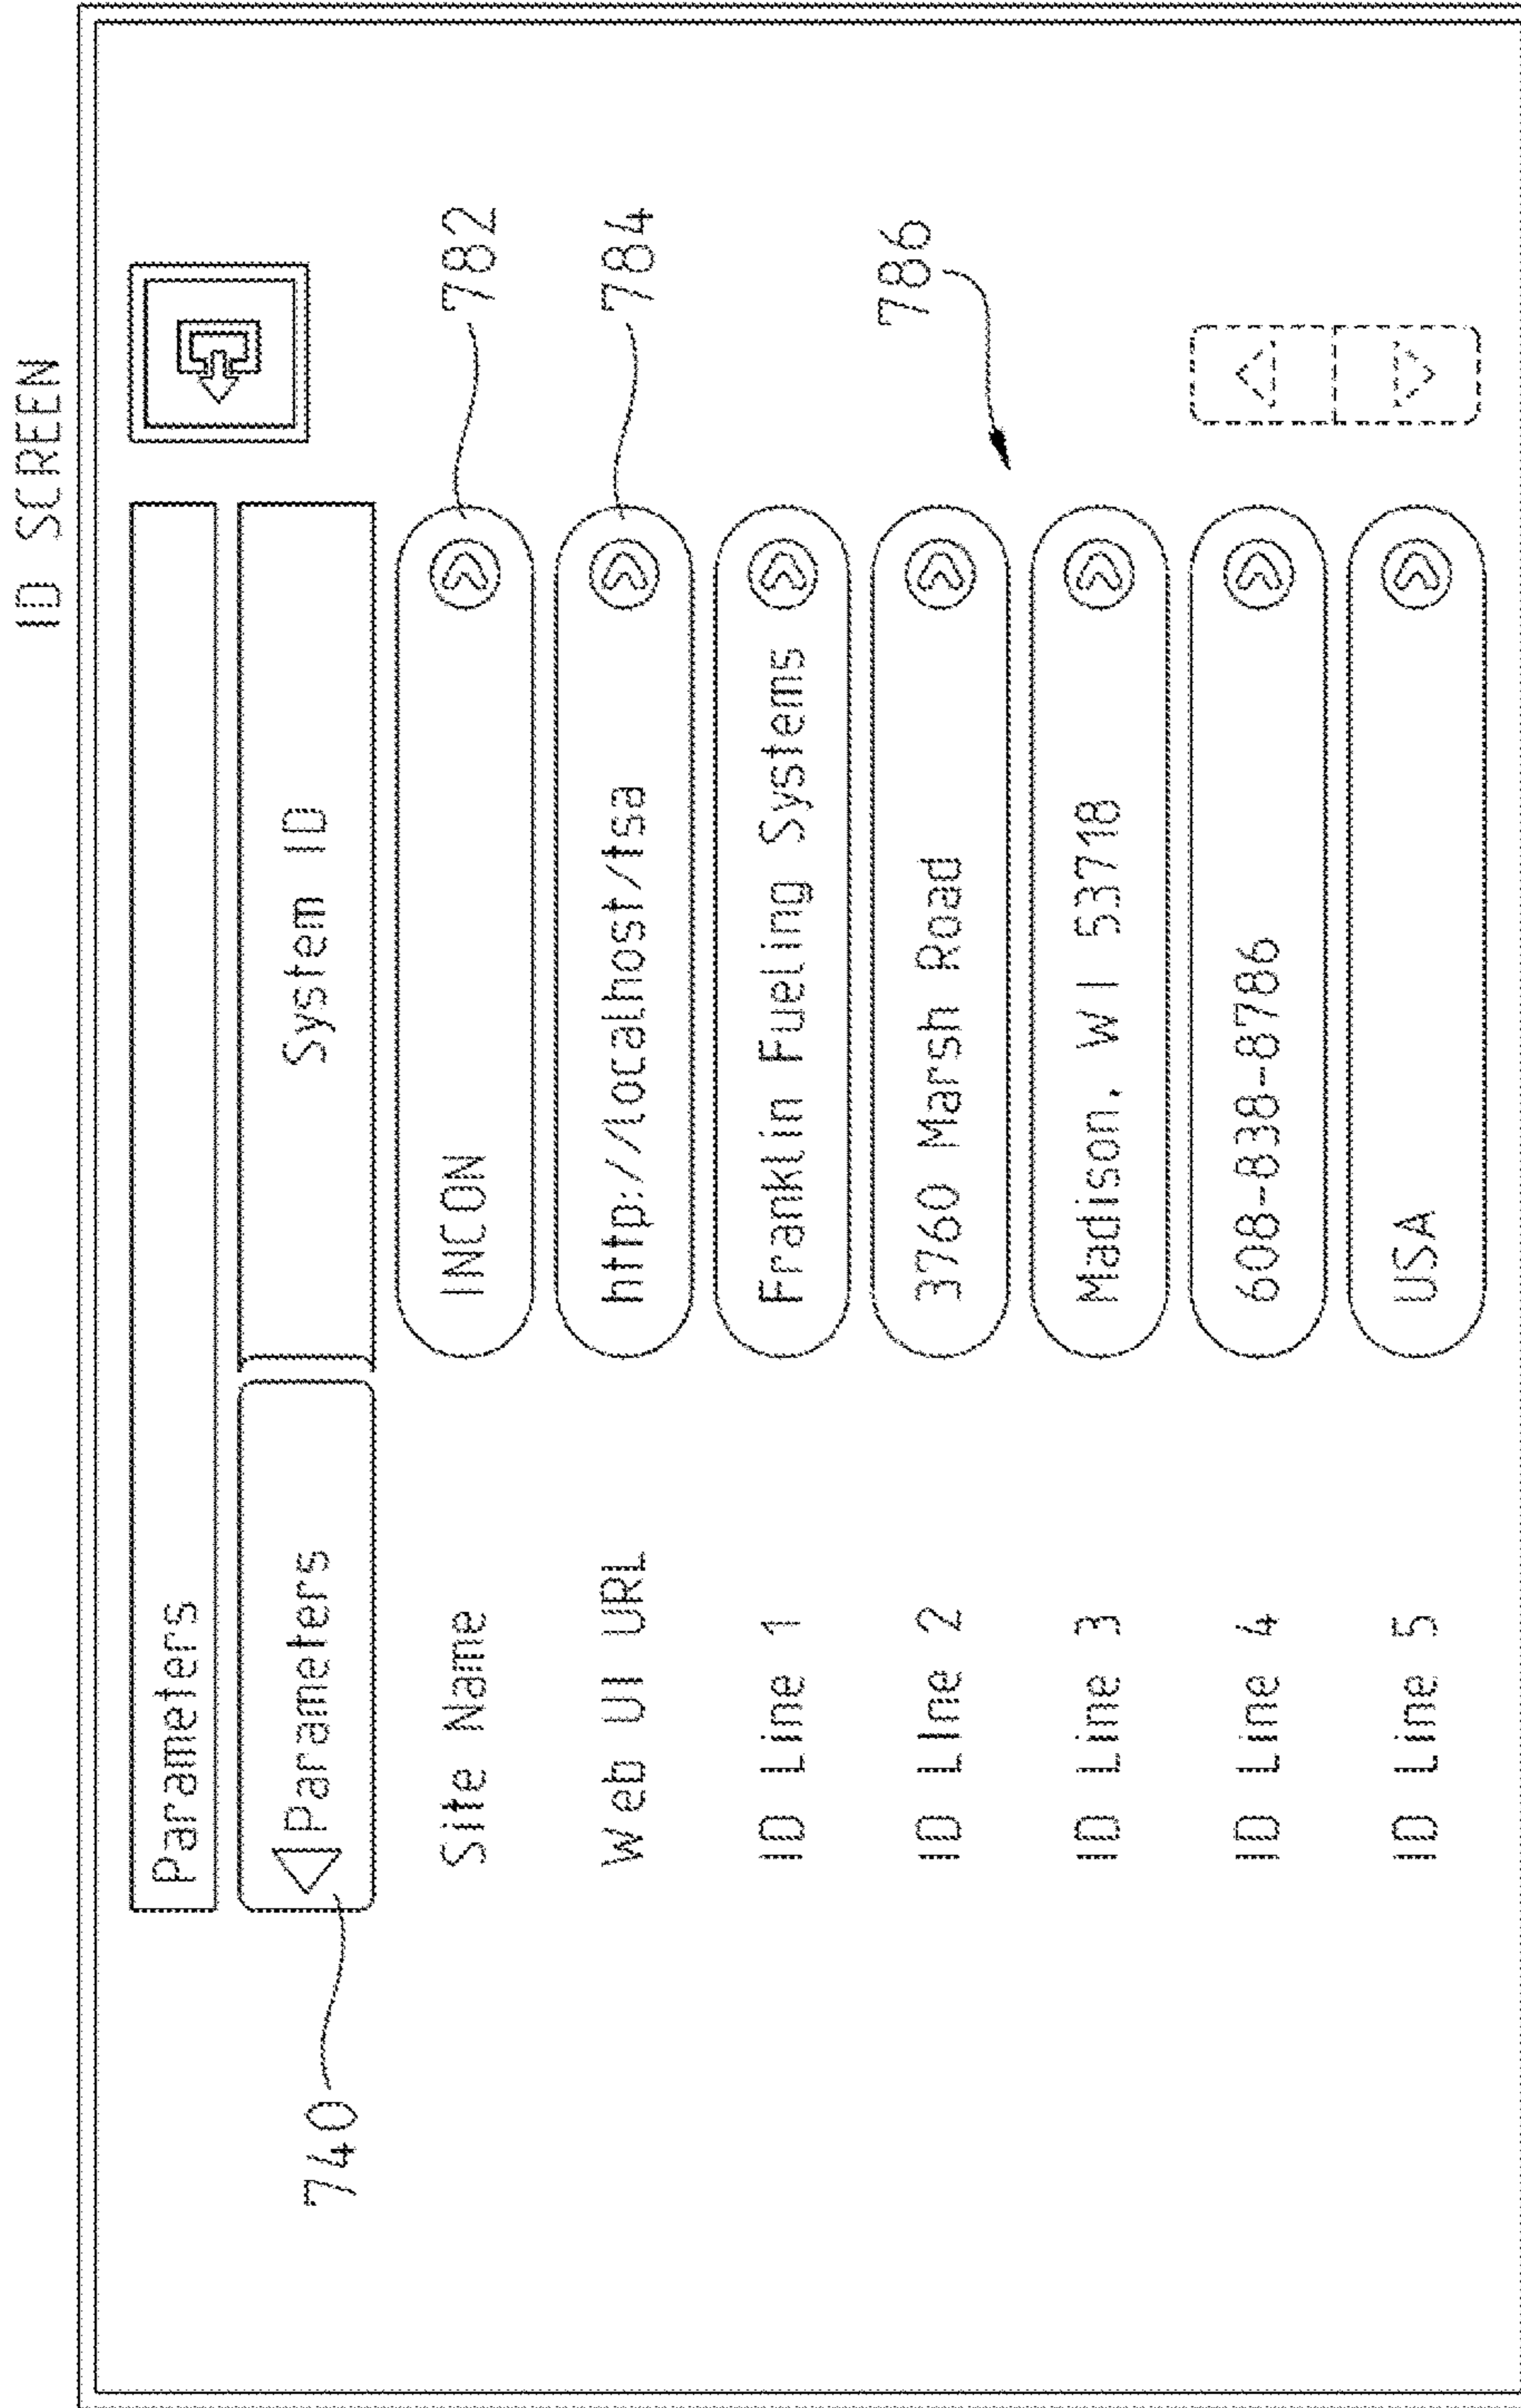 ID SCREEN
Parameters
Parameters System ID
740
Site Name INCON 782
Web UI URL http://localhost/tsa 784
ID Line 1 Franklin Fueling Systems
ID LIne 2 3760 Marsh Road 786
ID Line 3 Madison, WI 53718
ID Line 4 608-838-8786
ID Line 5 USA